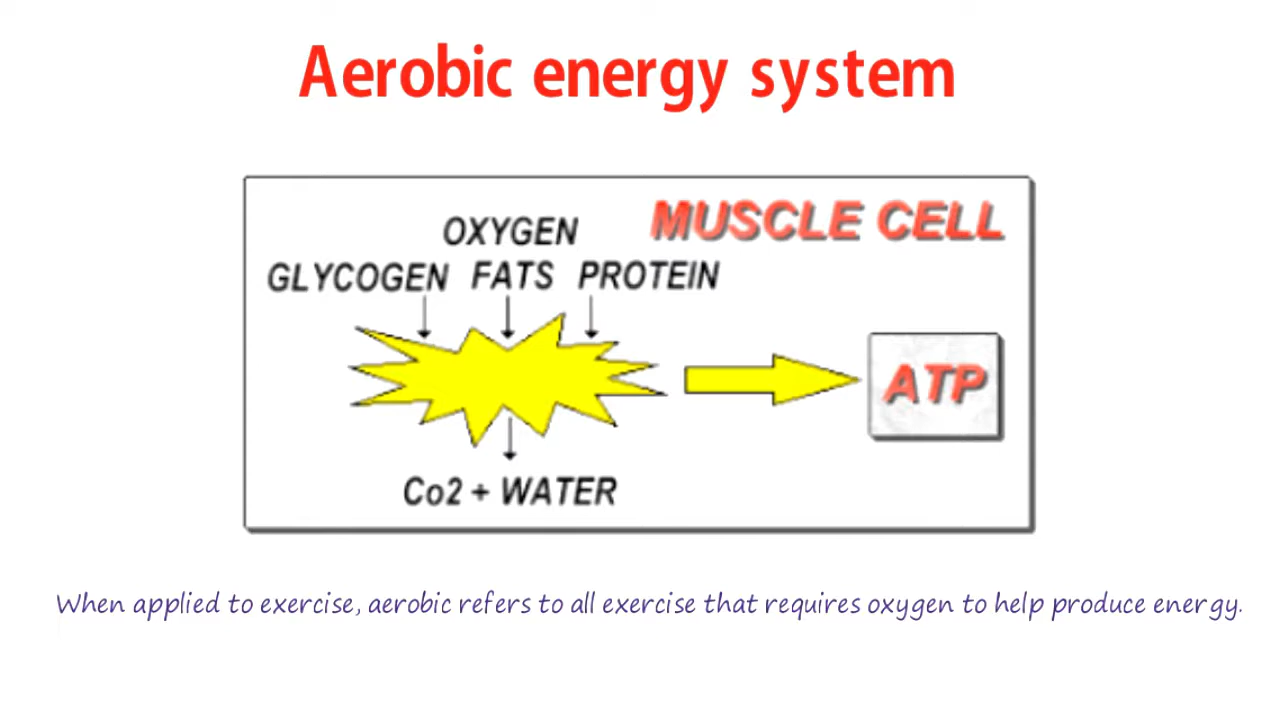 Aerobic energy system
MUSCLE CELL
OXYGEN
GLYCOGEN FATS PROTEIN
ATP
Co2 + WATER
When applied to exercise, aerobic refers to all exercise that requires oxygen to help produce energy.